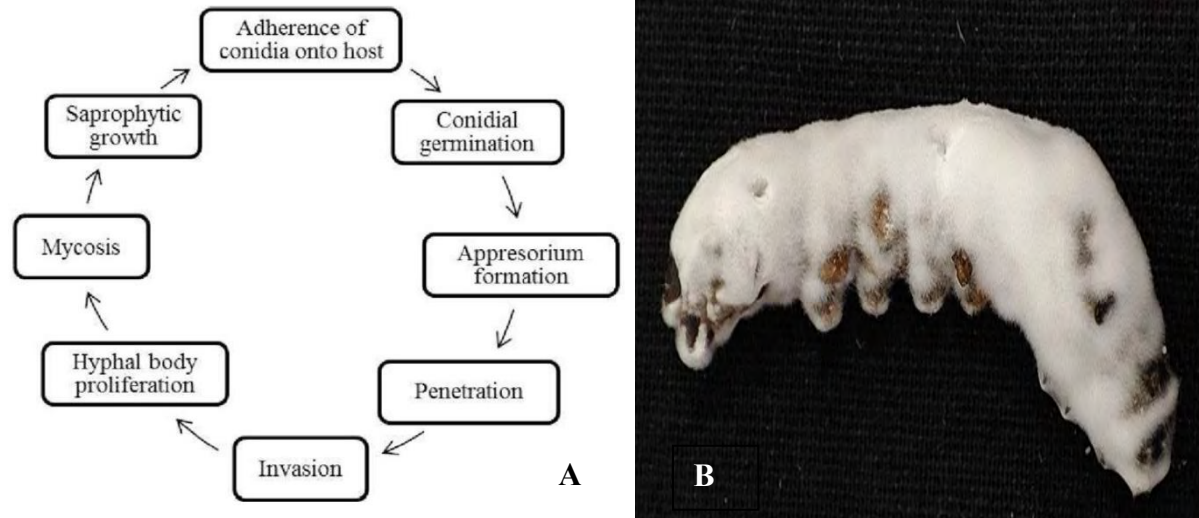 Adherence of
conidia onto host
Conidial
germination
Appresorium
formation
Penetration
Invasion
Hyphal body
proliferation
Mycosis
Saprophytic
growth
A
B